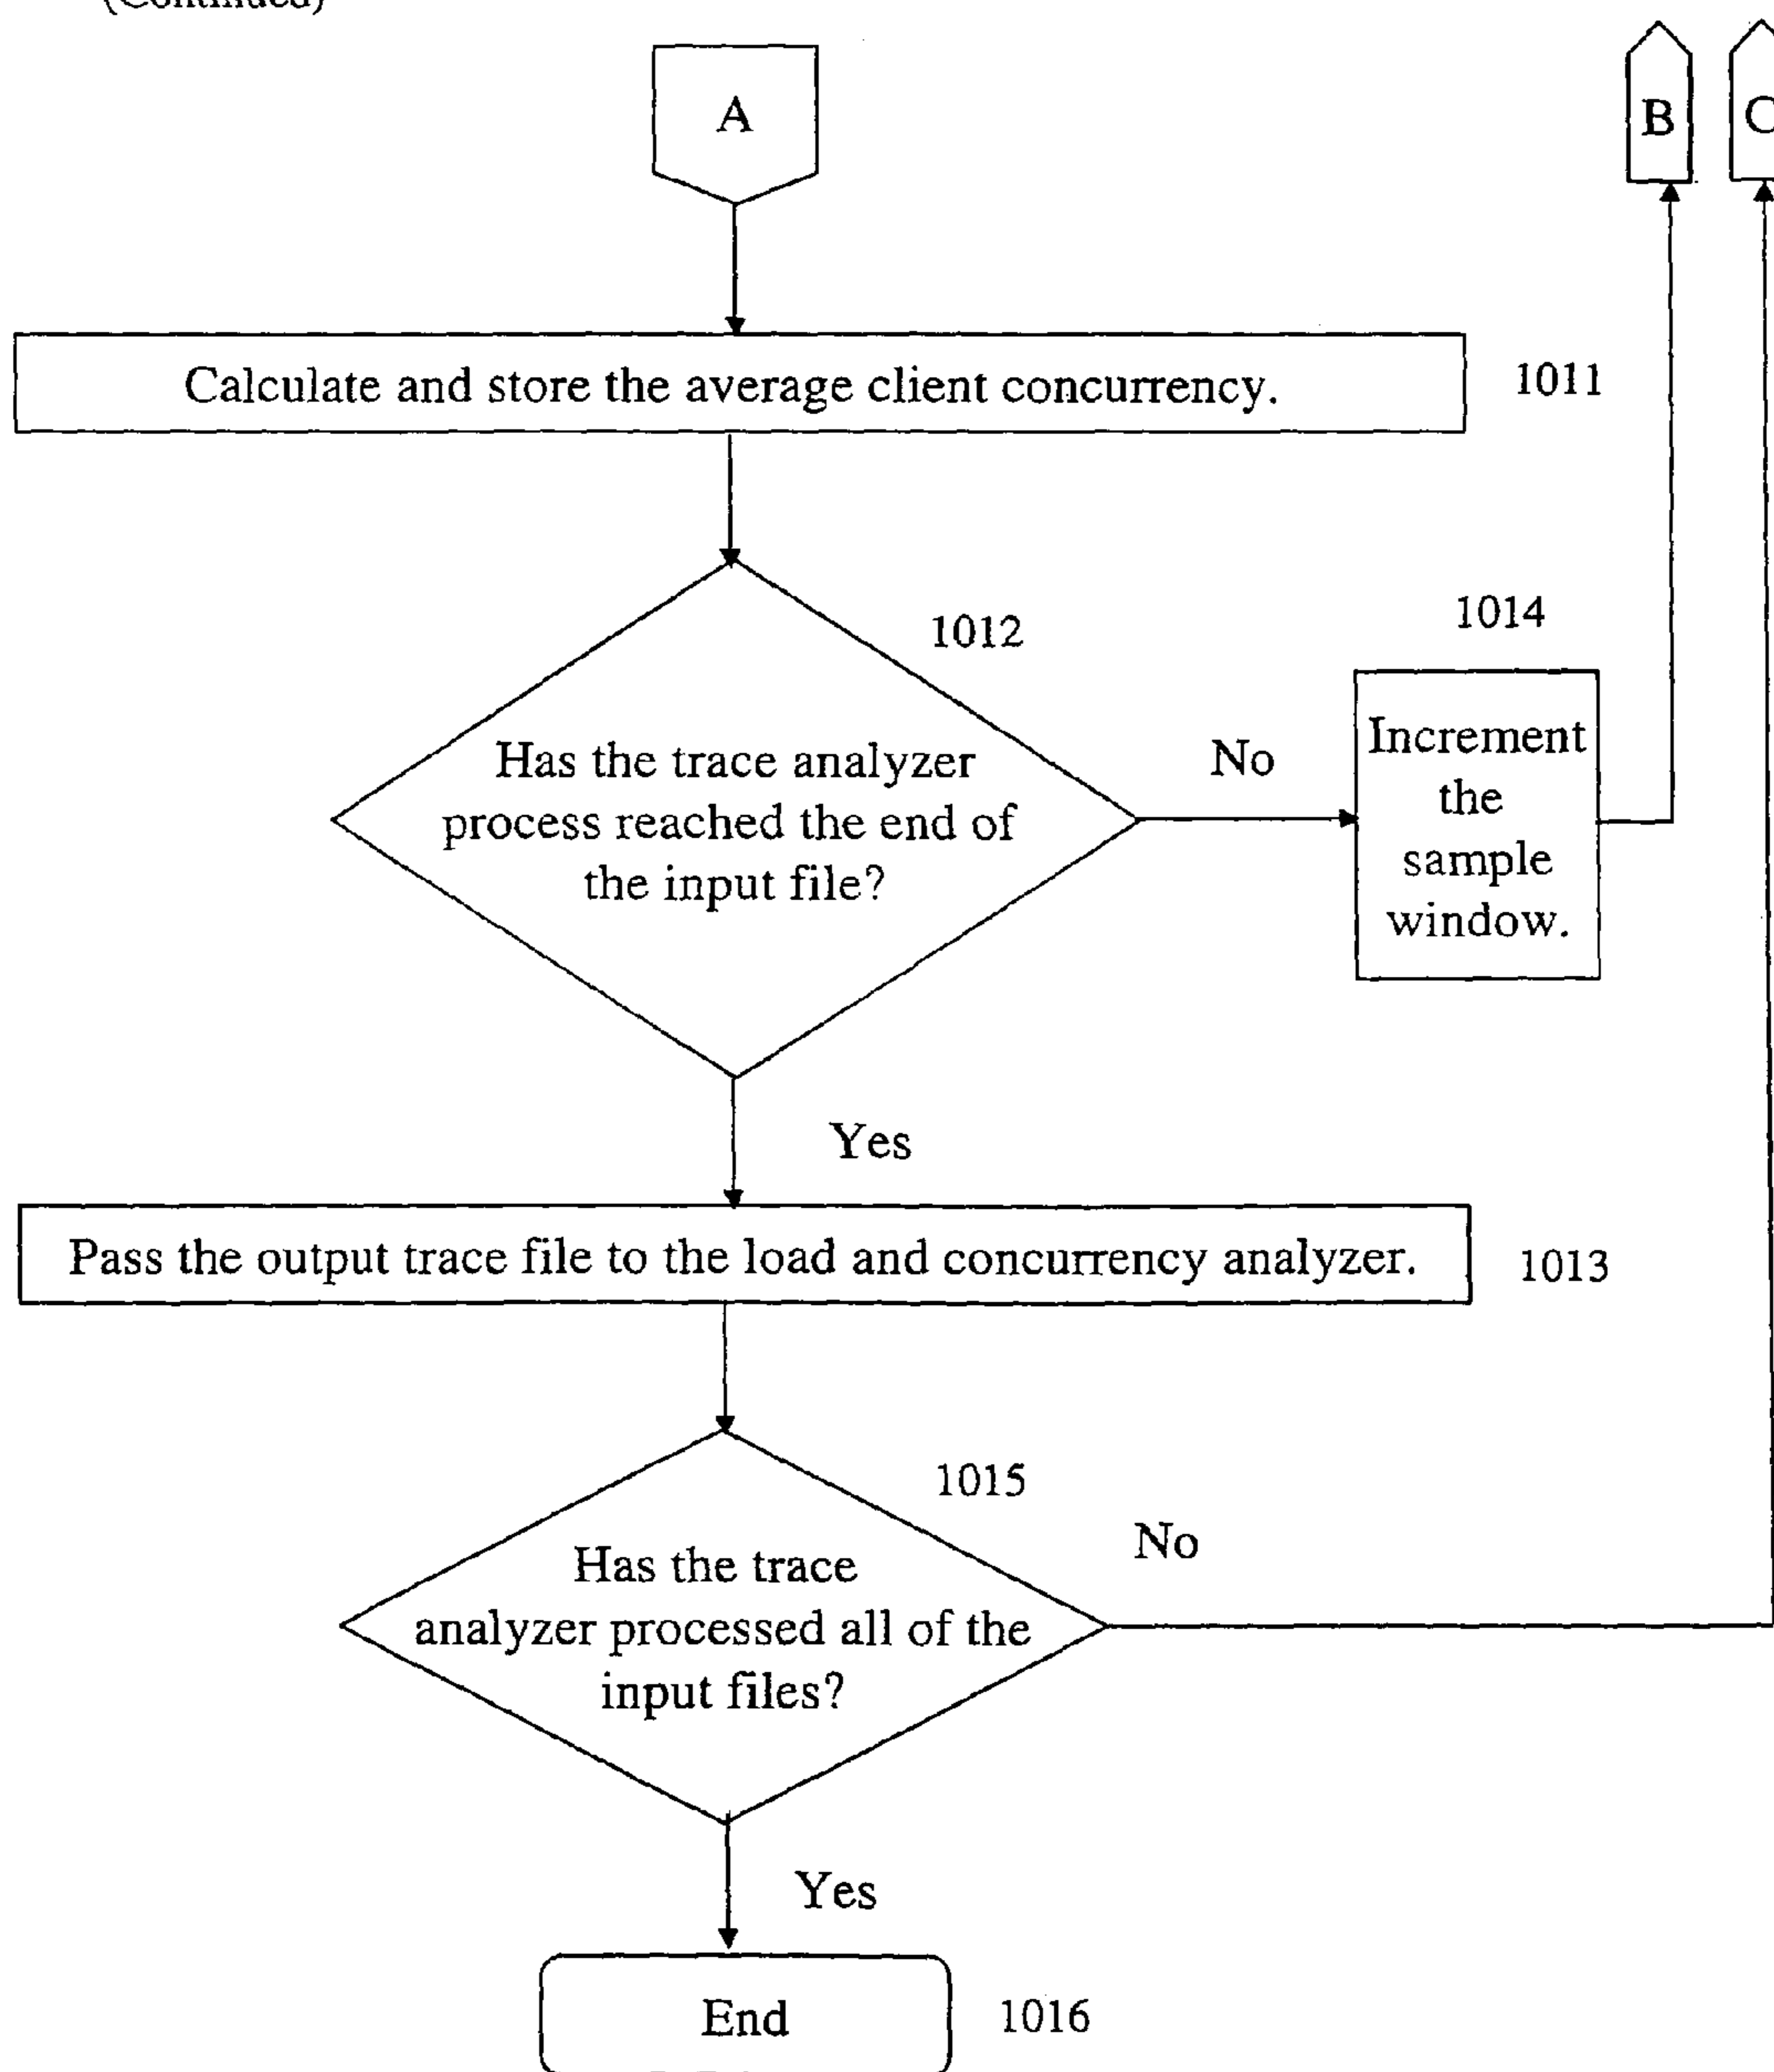 (Continued)
A
B
C
Calculate and store the average client concurrency.
1011
1012
1014
Has the trace analyzer
process reached the end of
the input file?
No
Increment
the
sample
window.
Yes
Pass the output trace file to the load and concurrency analyzer.
1013
1015
No
Has the trace
analyzer processed all of the
input files?
Yes
End
1016